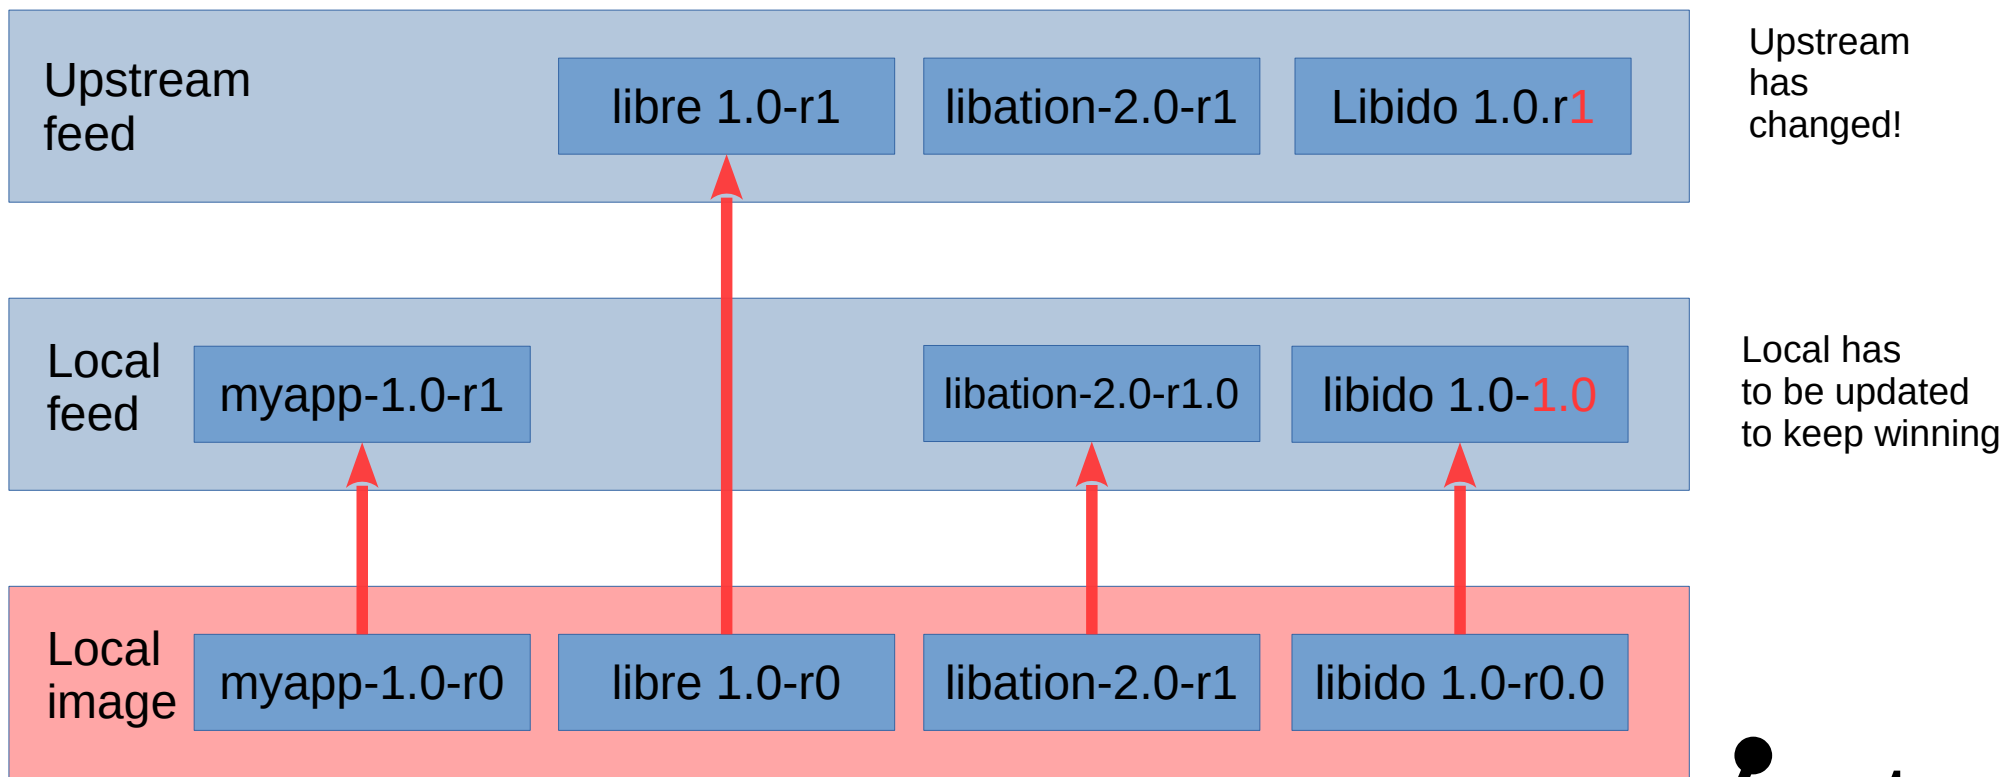 Upstream
feed
libre 1.0-r1
libation-2.0-r1
Libido 1.0.r1
Upstream
has
changed!
Local
feed
myapp-1.0-r1
libation-2.0-r1.0
libido 1.0-1.0
Local has
to be updated
to keep winning
Local
image
myapp-1.0-r0
libre 1.0-r0
libation-2.0-r1
libido 1.0-r0.0